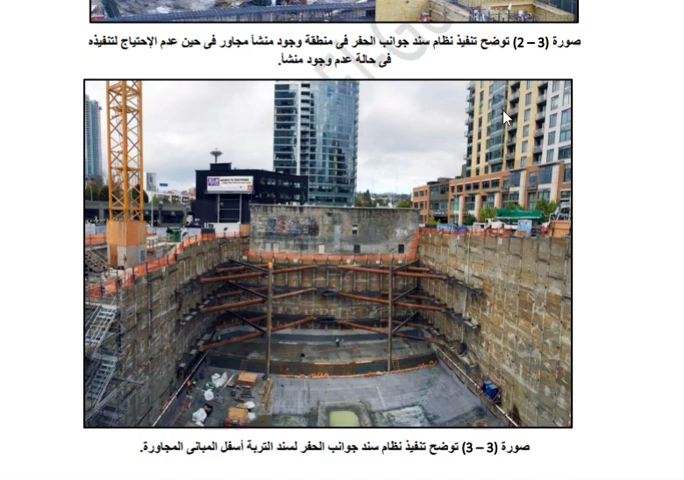 صورة (3 – 2) توضح تنفيذ نظام سند جوانب الحفر فى منطقة وجود منشأ مجاور فى حين عدم الإحتياج لتنفيذه
فى حالة عدم وجود منشأ.
صورة (3 – 3) توضح تنفيذ نظام سند جوانب الحفر لسند التربة أسفل المبانى المجاورة.